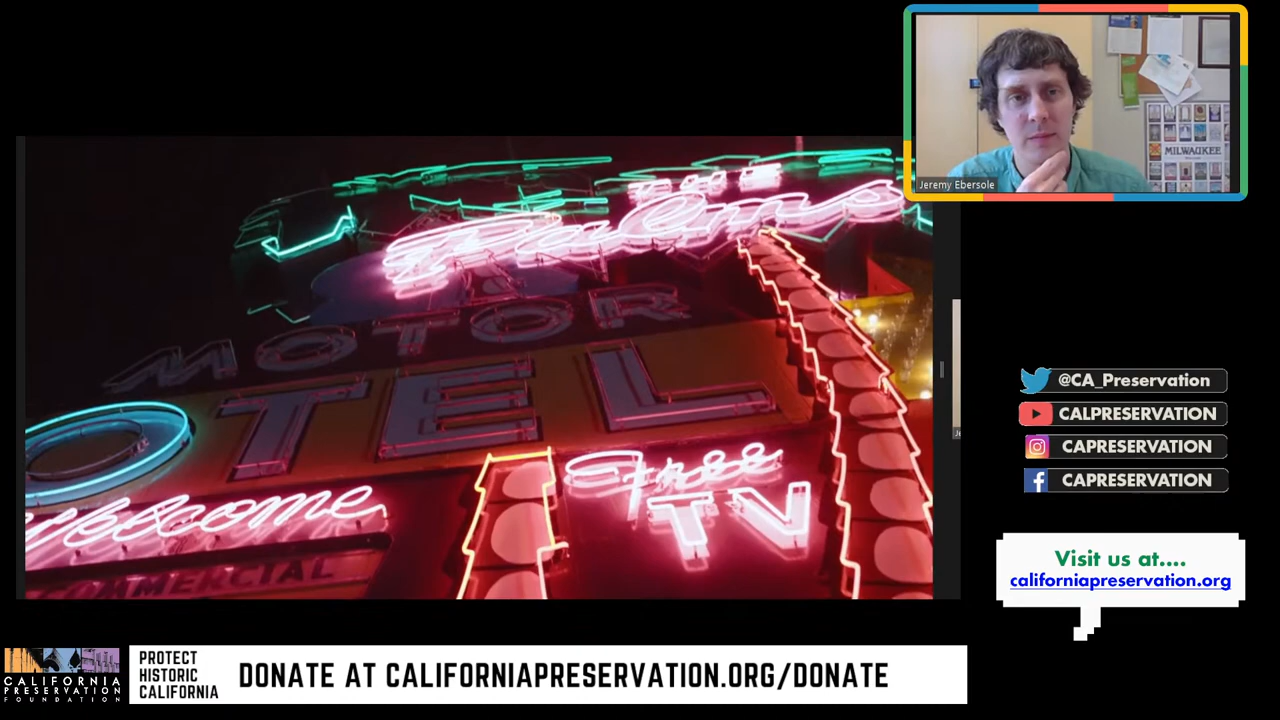 MILWAUKEE
Jeremy Ebersole
THE
Palms
MOTOR
OTEL
Welcome
COMMERCIAL
Free
TV
@CA_Preservation
CALPRESERVATION
CAPRESERVATION
CAPRESERVATION
Visit us at....
californiapreservation.org
CALIFORNIA
PRESERVATION
FOUNDATION
PROTECT
HISTORIC
CALIFORNIA
DONATE AT CALIFORNIAPRESERVATION.ORG/DONATE